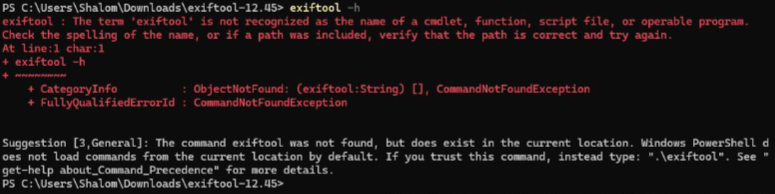 PS C:\Users\Shalom\Downloads\exiftool-12.45> exiftool -h
exiftool : The term 'exiftool' is not recognized as the name of a cmdlet, function, script file, or operable program.
Check the spelling of the name, or if a path was included, verify that the path is correct and try again.
At line:1 char:1
+ exiftool -h
+ ~~~~~~~~
    + CategoryInfo          : ObjectNotFound: (exiftool:String) [], CommandNotFoundException
    + FullyQualifiedErrorId : CommandNotFoundException
Suggestion [3,General]: The command exiftool was not found, but does exist in the current location. Windows PowerShell d
oes not load commands from the current location by default. If you trust this command, instead type: ".\exiftool". See "
get-help about_Command_Precedence" for more details.
PS C:\Users\Shalom\Downloads\exiftool-12.45>